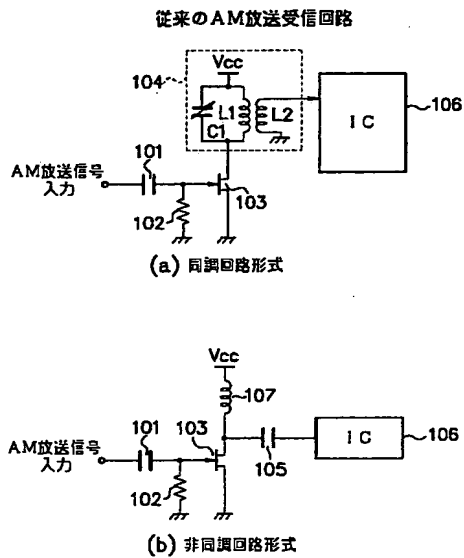 従来のAM放送受信回路
Vcc
104
L1
L2
C1
IC
106
101
AM放送信号
入力
102
103
(a) 同調回路形式
Vcc
107
101
103
AM放送信号
入力
102
105
IC
106
(b) 非同調回路形式